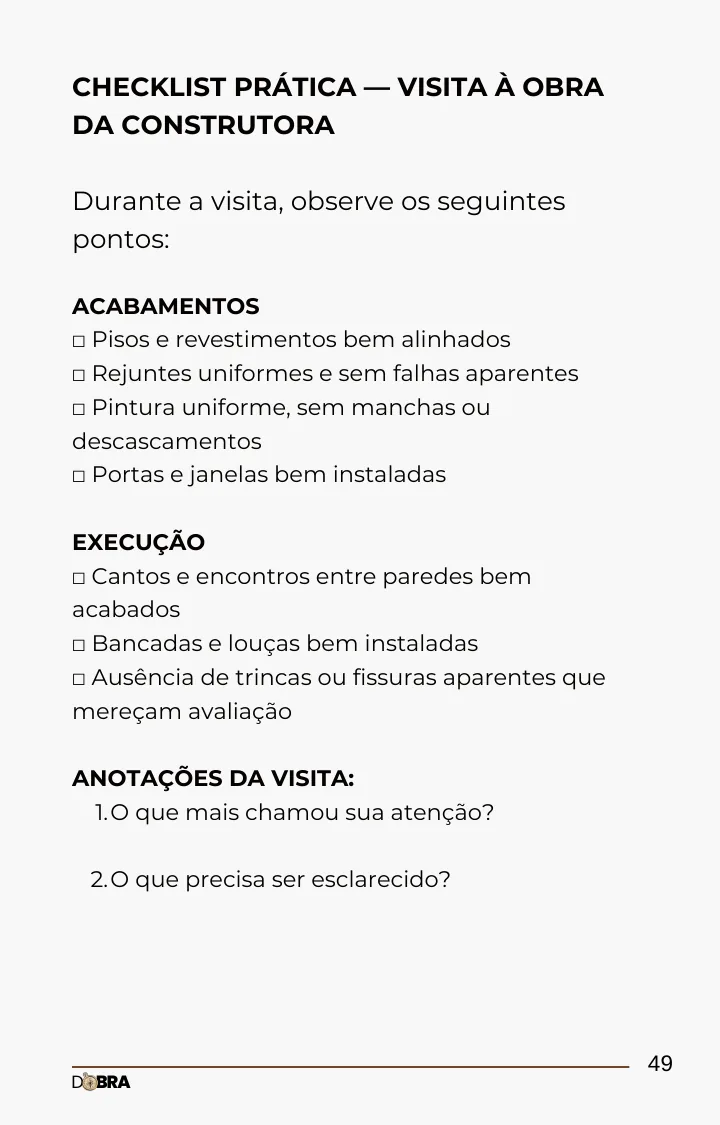 CHECKLIST PRÁTICA — VISITA À OBRA
DA CONSTRUTORA
Durante a visita, observe os seguintes
pontos:
ACABAMENTOS
□ Pisos e revestimentos bem alinhados
□ Rejuntes uniformes e sem falhas aparentes
□ Pintura uniforme, sem manchas ou
descascamentos
□ Portas e janelas bem instaladas
EXECUÇÃO
□ Cantos e encontros entre paredes bem
acabados
□ Bancadas e louças bem instaladas
□ Ausência de trincas ou fissuras aparentes que
mereçam avaliação
ANOTAÇÕES DA VISITA:
1.O que mais chamou sua atenção?
2.O que precisa ser esclarecido?
49
DOBRA